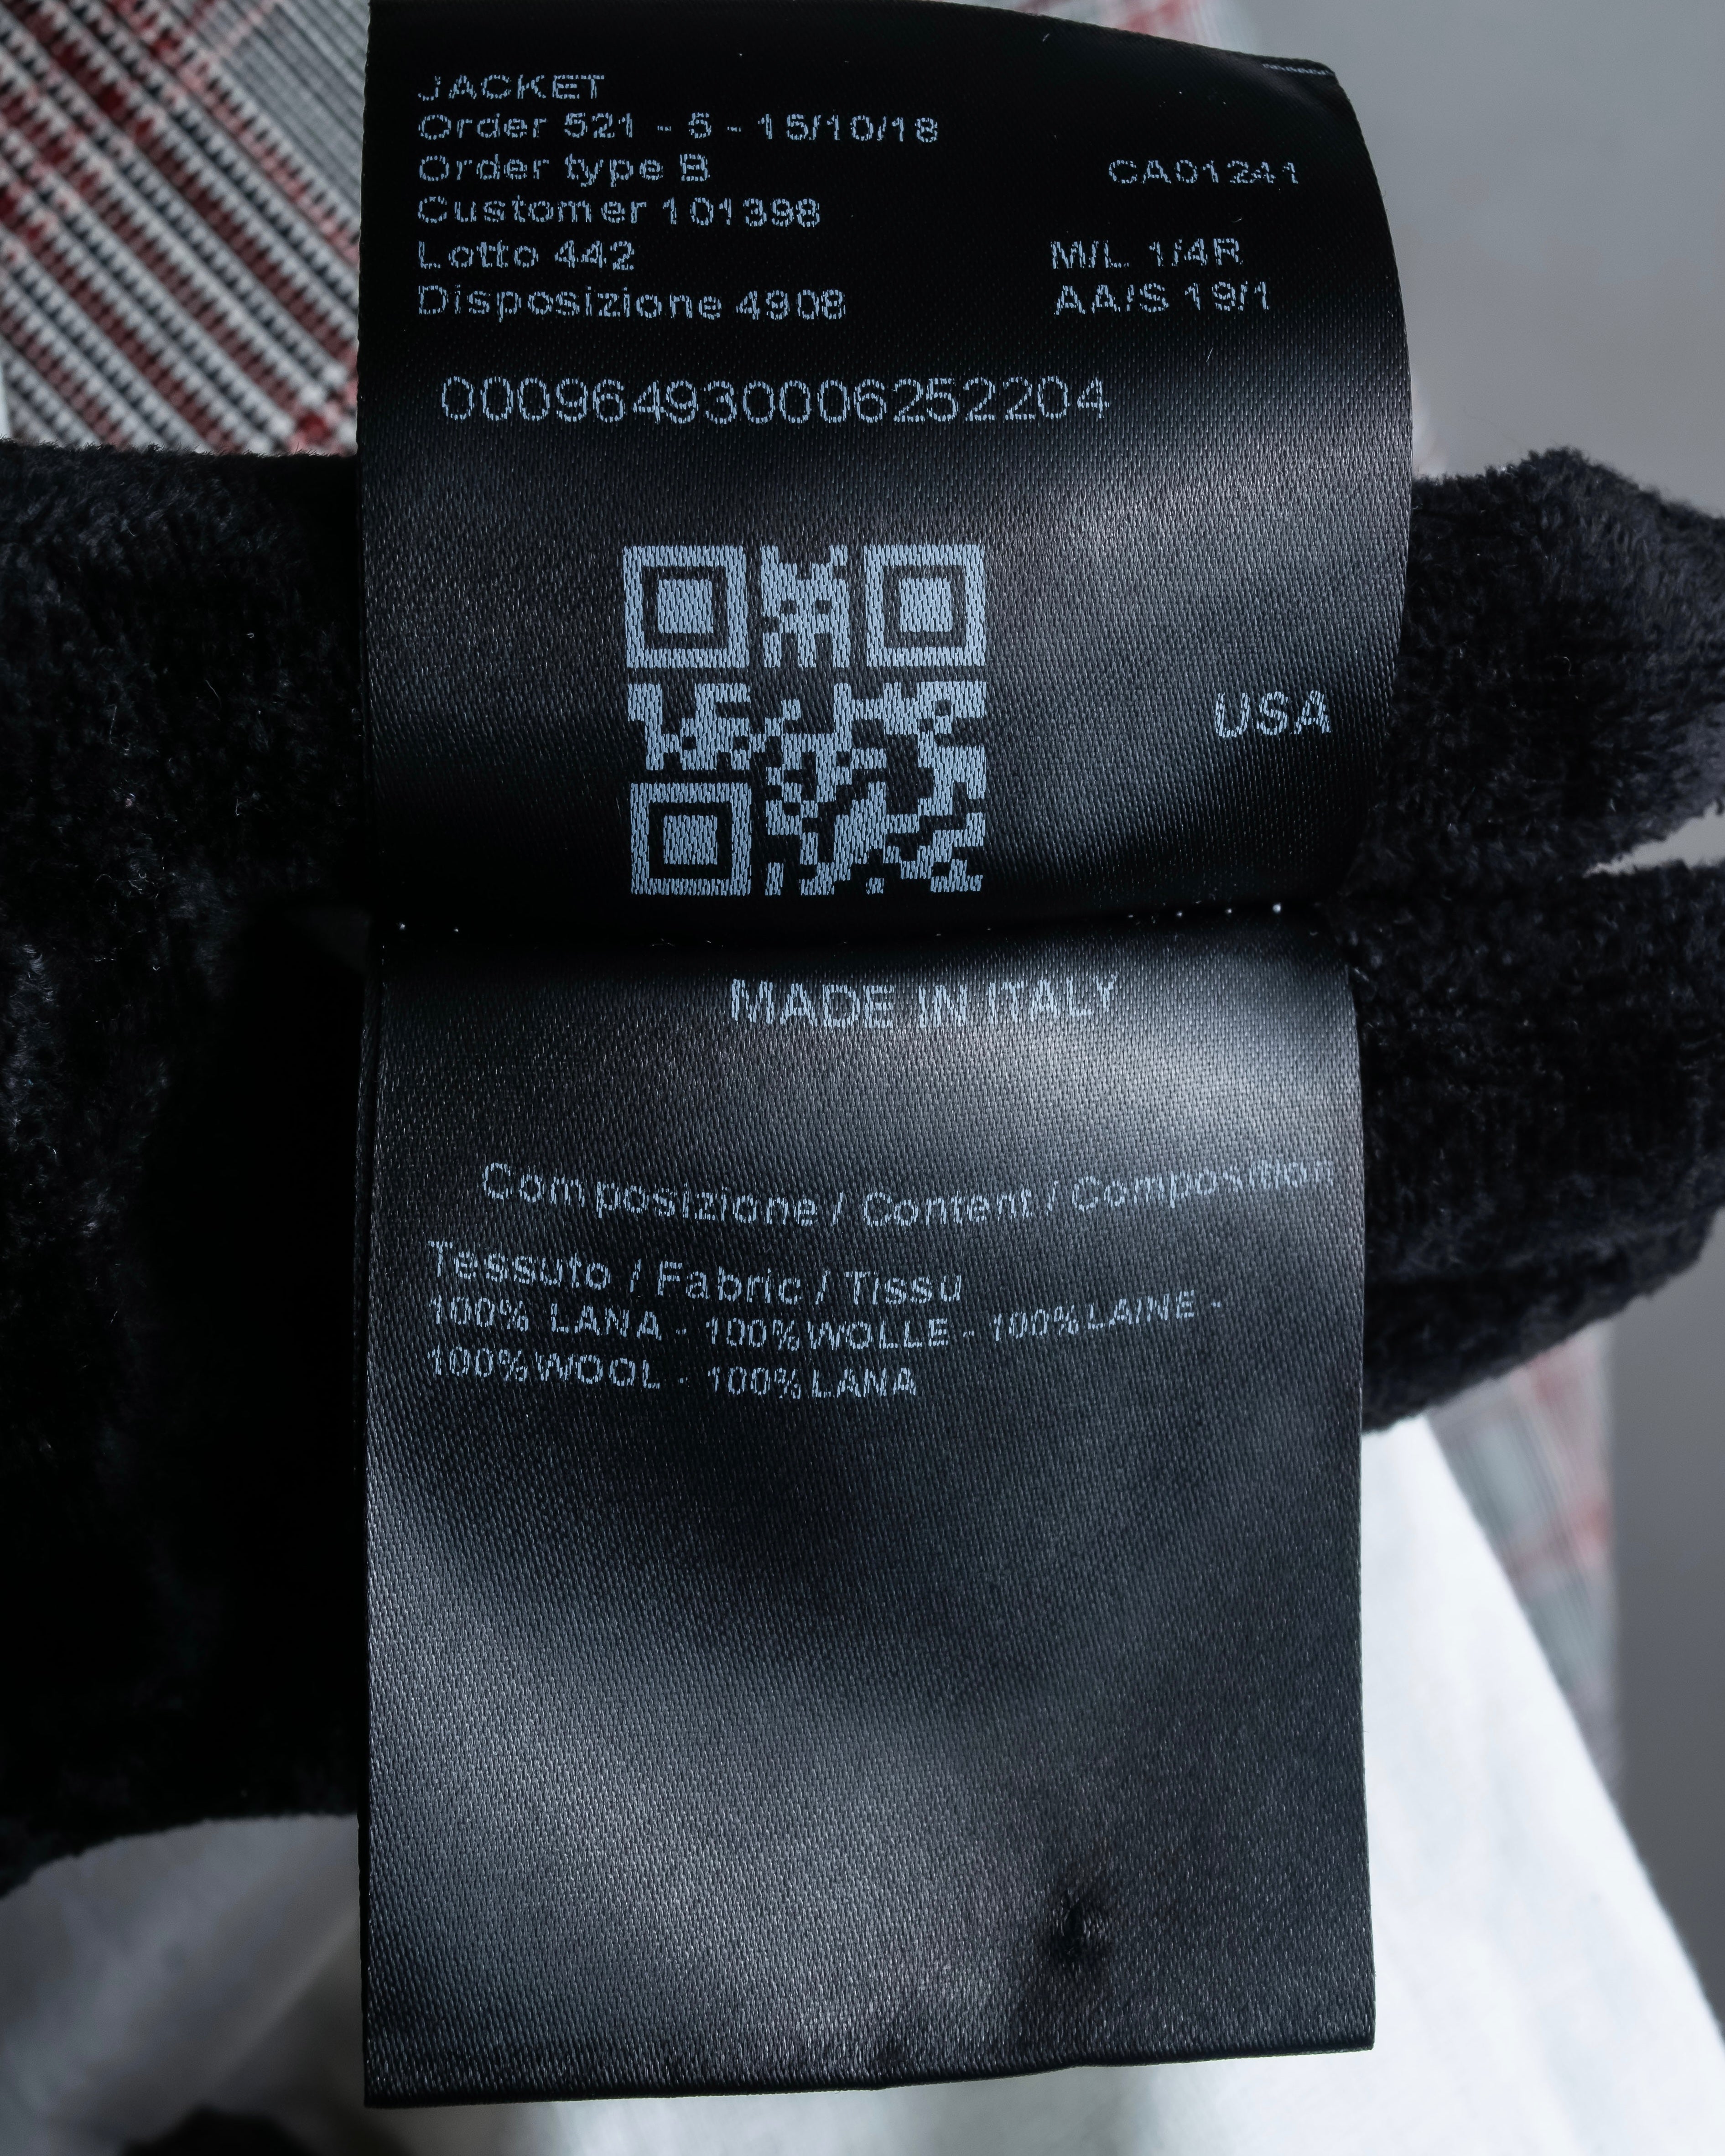 JACKET
Order 521 - 5 - 15/10/18
Order type B CA01241
Customer 101398
Lotto 442 M/L 1/4R
Disposizione 4908 AA/S 19/1
000964930006252204
USA
MADE IN ITALY
Composizione / Content / Composition
Tessuto / Fabric / Tissu
100% LANA - 100%WOLLE - 100%LAINE -
100%WOOL - 100%LANA